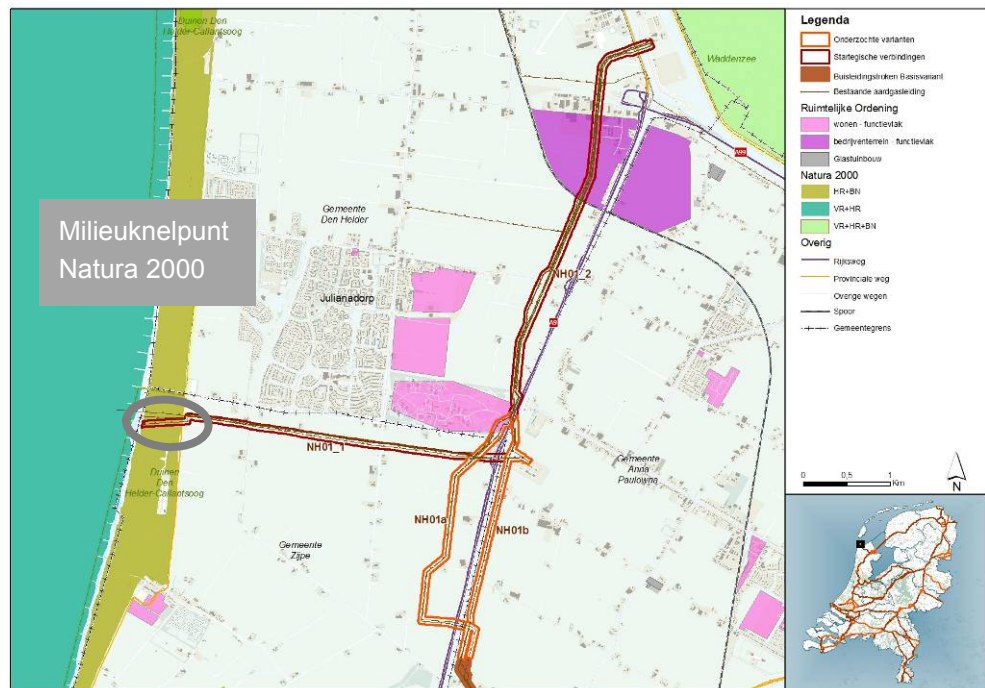 Duinen Den
Helder-Callantsoog
Waddenzee
A99
Gemeente
Den Helder
Milieuknelpunt
Natura 2000
Julianadorp
NH01_2
A9
NH01_1
Duinen
Den
Helder-Callantsoog
Gemeente
Anna
Paulowna
NH01a
NH01b
Gemeente
Zijpe
Legenda
Onderzochte varianten
Startegische verbindingen
Buisleidingstroken Basisvariant
Bestaande aardgasleiding
Ruimtelijke Ordening
wonen - functievlak
bedrijventerrein - functievlak
Glastuinbouw
Natura 2000
HR+BN
VR+HR
VR+HR+BN
Overig
Rijksweg
Provinciale weg
Overige wegen
Spoor
Gemeentegrens
0 0,5 1
Km
N